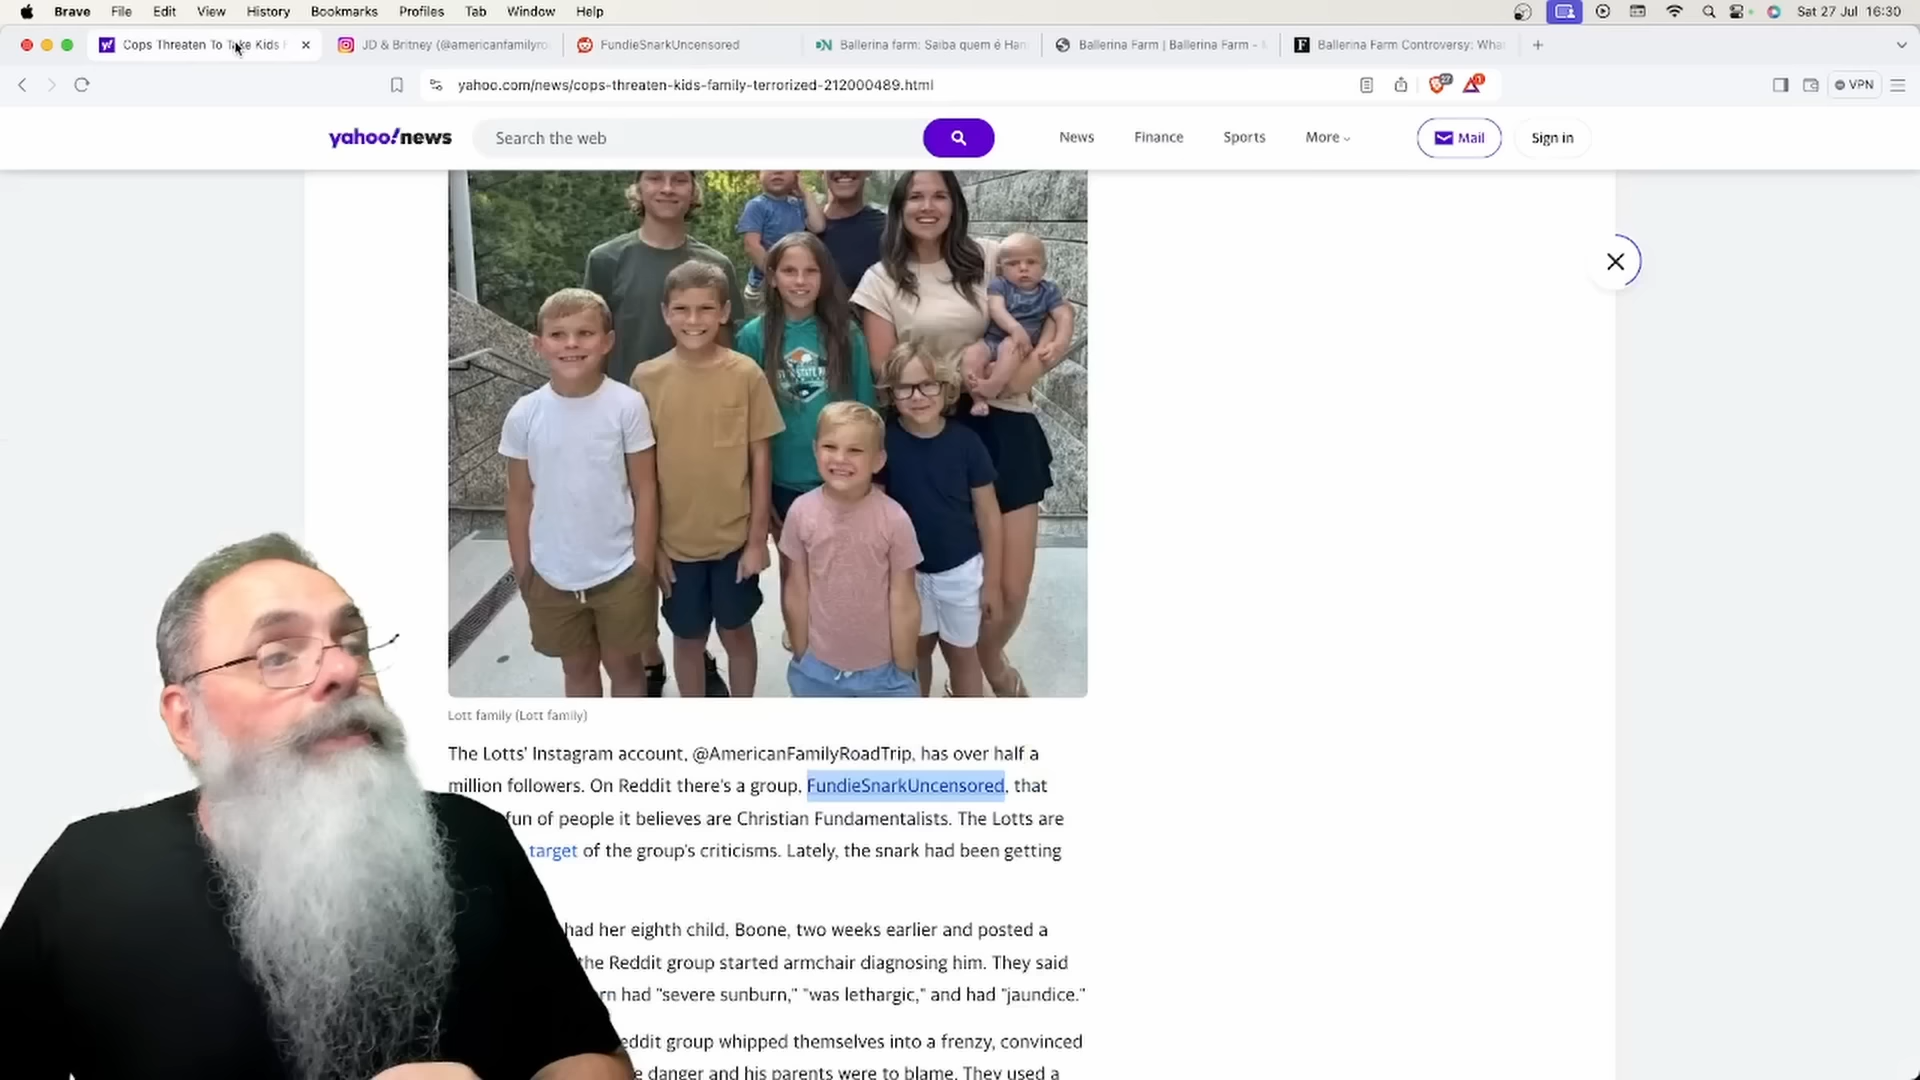 Brave File Edit View History Bookmarks Profiles Tab Window Help Sat 27 Jul 16:30
Cops Threaten To Take Kids JD & Britney (@americanfamilyro FundieSnarkUncensored Ballerina farm: Saiba quem é Han Ballerina Farm | Ballerina Farm – Ballerina Farm Controversy: Wha
yahoo.com/news/cops-threaten-kids-family-terrorized-212000489.html 27 1 VPN
yahoo!news Search the web News Finance Sports More Mail Sign in
Lott family (Lott family)
The Lotts' Instagram account, @AmericanFamilyRoadTrip, has over half a
million followers. On Reddit there's a group, FundieSnarkUncensored, that
fun of people it believes are Christian Fundamentalists. The Lotts are
target of the group's criticisms. Lately, the snark had been getting
had her eighth child, Boone, two weeks earlier and posted a
the Reddit group started armchair diagnosing him. They said
had "severe sunburn," "was lethargic," and had "jaundice."
eddit group whipped themselves into a frenzy, convinced
danger and his parents were to blame. They used a